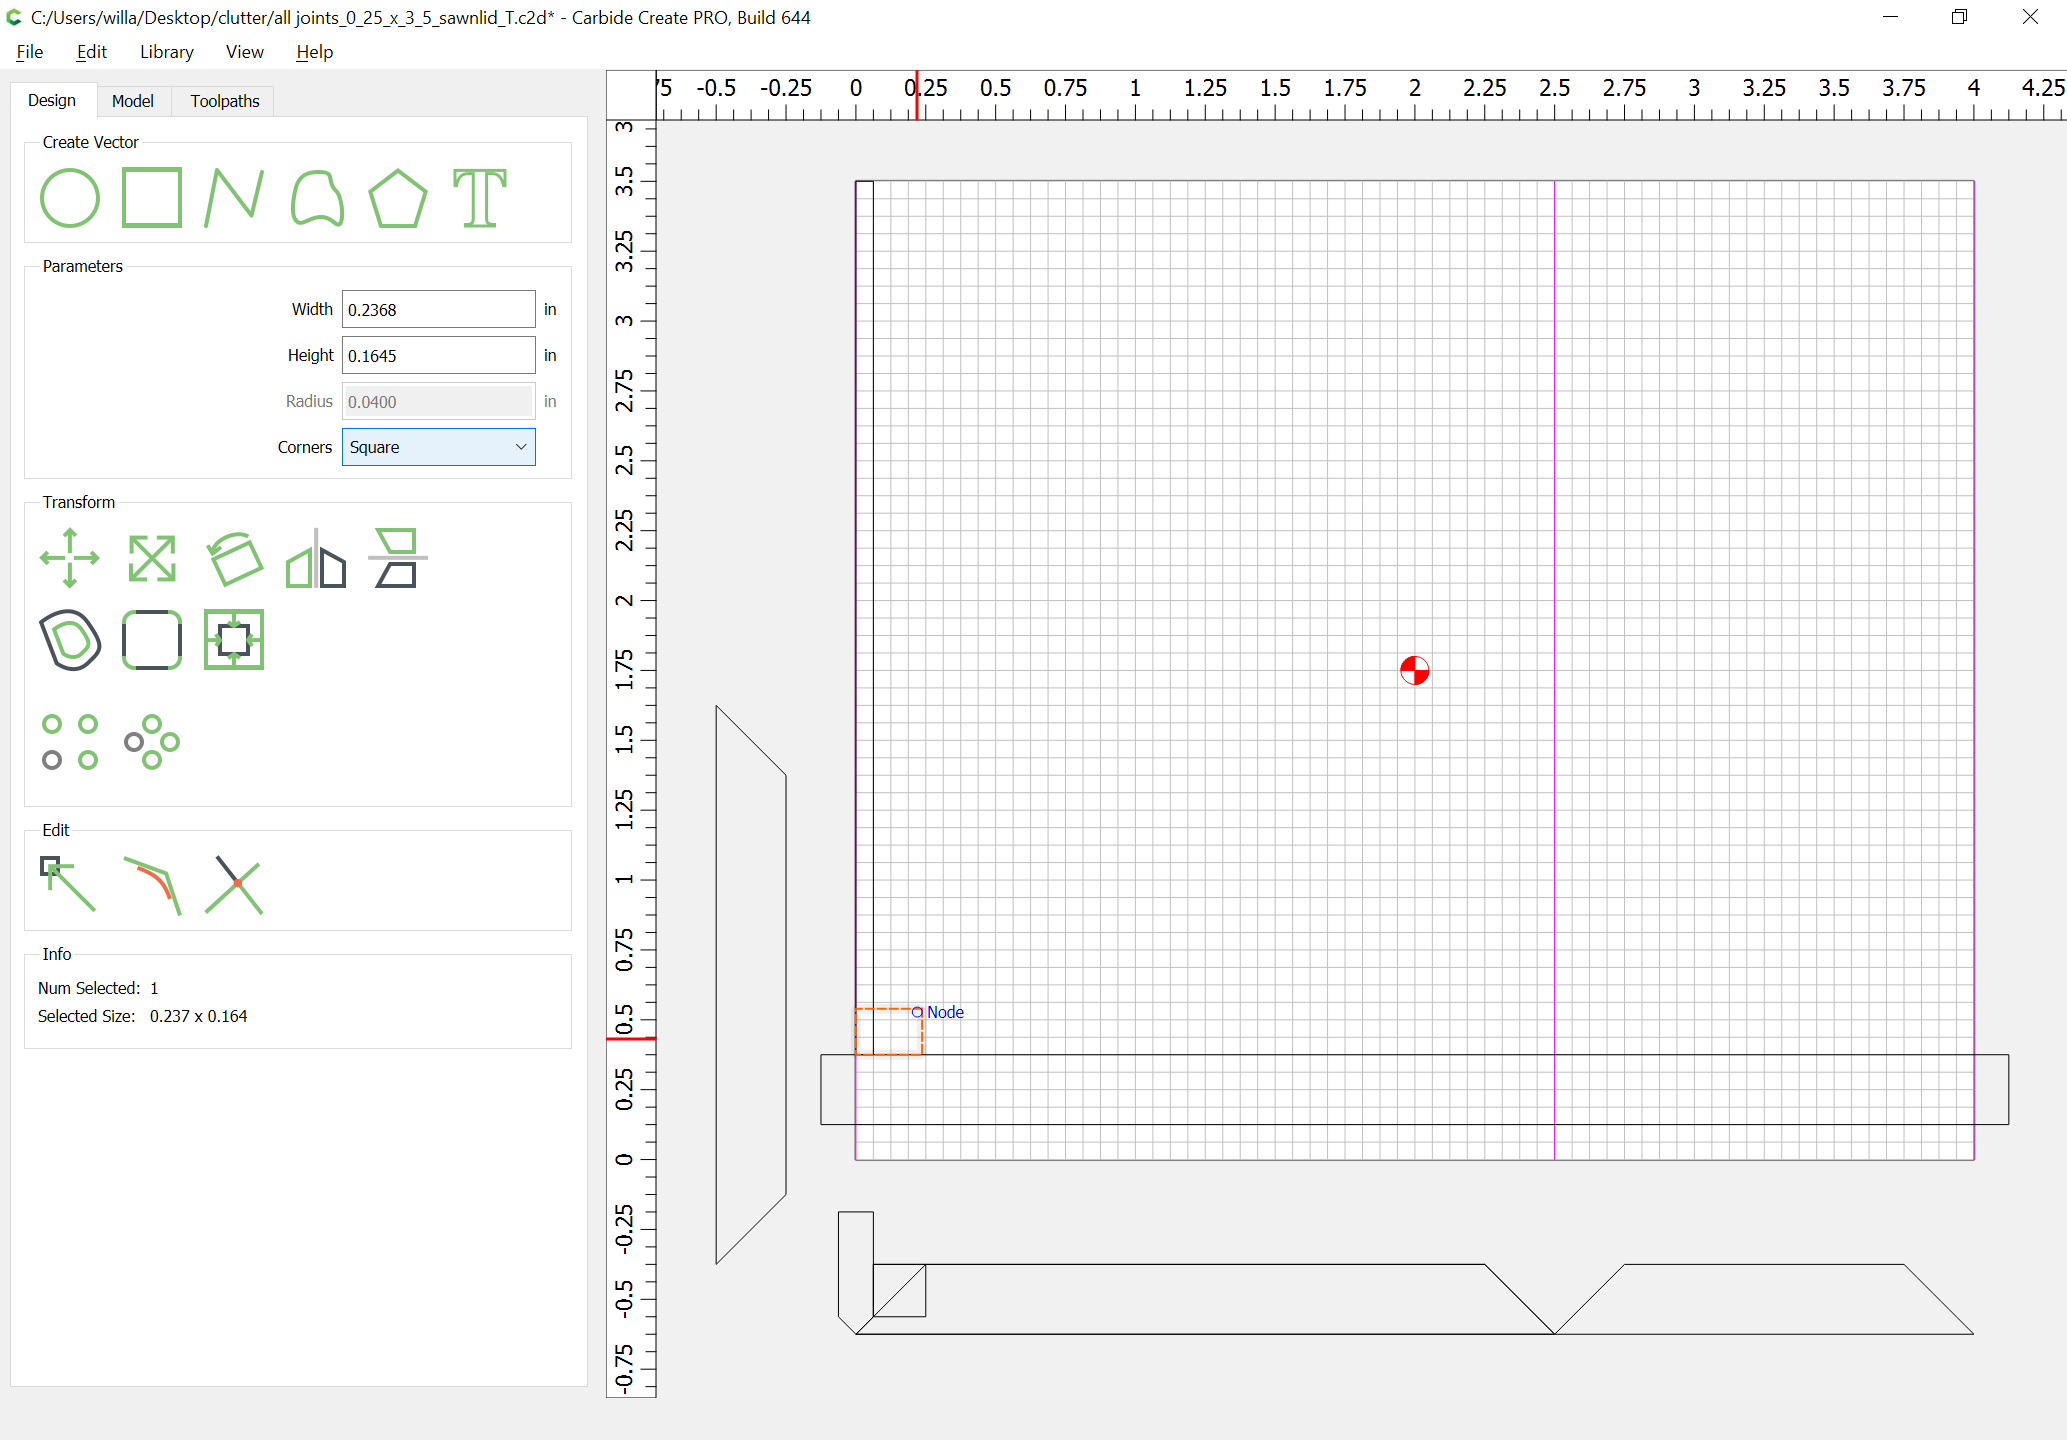 C:/Users/willa/Desktop/clutter/all joints_0_25_x_3_5_sawnlid_T.c2d* - Carbide Create PRO, Build 644
File Edit Library View Help
Design Model Toolpaths
Create Vector
Parameters
Width 0.2368 in
Height 0.1645 in
Radius 0.0400 in
Corners Square
Transform
Edit
Info
Num Selected: 1
Selected Size: 0.237 x 0.164
75 -0.5 -0.25 0 0.25 0.5 0.75 1 1.25 1.5 1.75 2 2.25 2.5 2.75 3 3.25 3.5 3.75 4 4.25
3
3.5
3.25
3
2.75
2.5
2.25
2
1.75
1.5
1.25
1
0.75
0.5
0.25
0
-0.25
-0.5
-0.75
Node